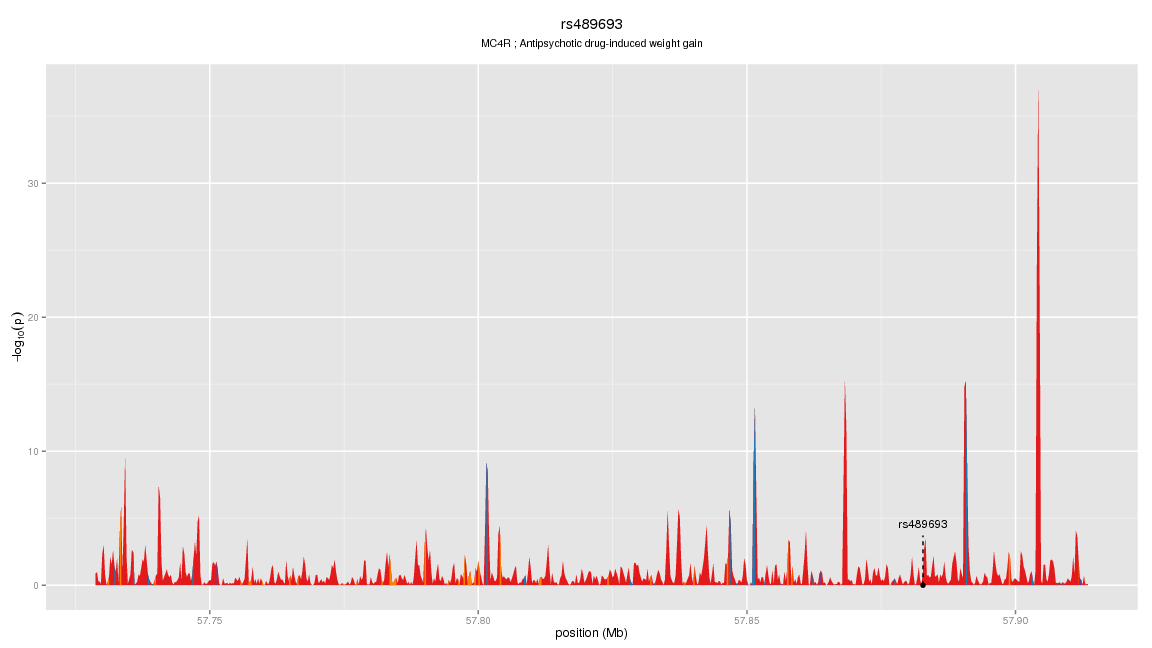 rs489693
MC4R ; Antipsychotic drug-induced weight gain
30
20
10
0
−log₁₀(p)
rs489693
57.75
57.80
57.85
57.90
position (Mb)